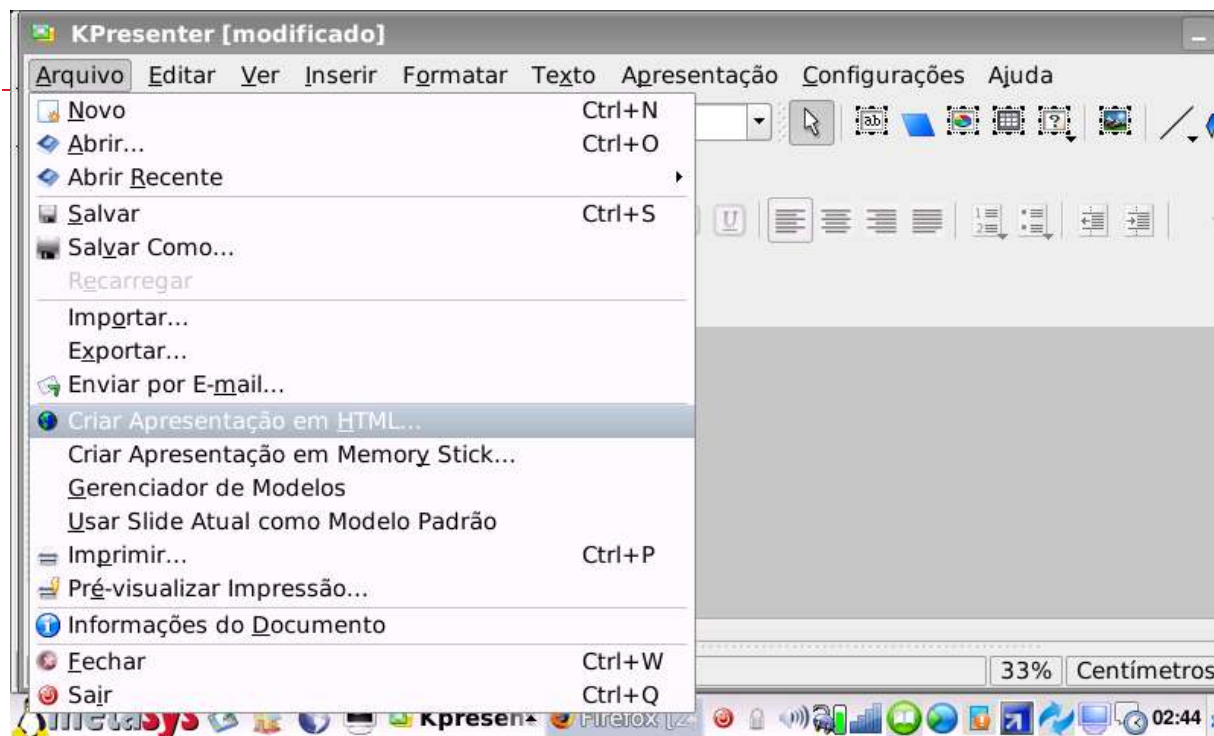 KPresenter [modificado]
Arquivo Editar Ver Inserir Formatar Texto Apresentação Configurações Ajuda
Novo Ctrl+N
Abrir... Ctrl+O
Abrir Recente
Salvar Ctrl+S
Salvar Como...
Recarregar
Importar...
Exportar...
Enviar por E-mail...
Criar Apresentação em HTML...
Criar Apresentação em Memory Stick...
Gerenciador de Modelos
Usar Slide Atual como Modelo Padrão
Imprimir... Ctrl+P
Pré-visualizar Impressão...
Informações do Documento
Fechar Ctrl+W
33% Centímetros
Sair Ctrl+Q
metasys Kpresen Firefox [2 02:44